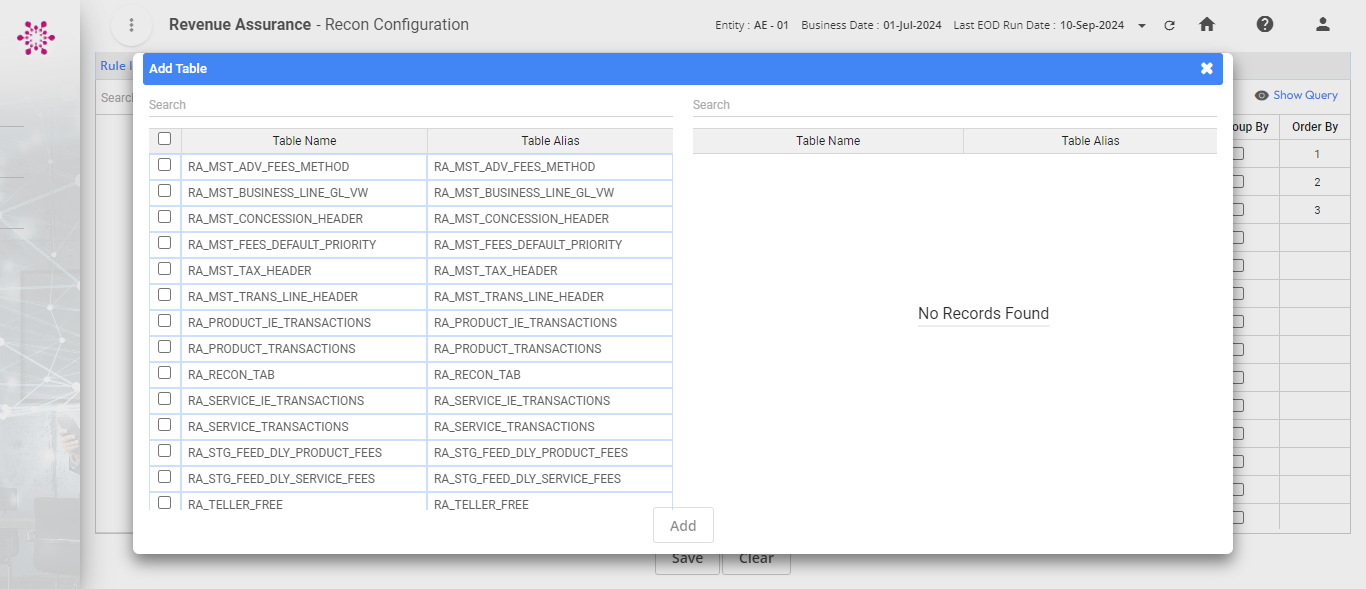 Revenue Assurance - Recon Configuration
Entity : AE - 01 Business Date : 01-Jul-2024 Last EOD Run Date : 10-Sep-2024
Rule
Add Table
Search
Search
Search
Show Query
Table Name Table Alias
Table Name Table Alias
oup By Order By
RA_MST_ADV_FEES_METHOD RA_MST_ADV_FEES_METHOD
1
RA_MST_BUSINESS_LINE_GL_VW RA_MST_BUSINESS_LINE_GL_VW
2
RA_MST_CONCESSION_HEADER RA_MST_CONCESSION_HEADER
3
RA_MST_FEES_DEFAULT_PRIORITY RA_MST_FEES_DEFAULT_PRIORITY
RA_MST_TAX_HEADER RA_MST_TAX_HEADER
RA_MST_TRANS_LINE_HEADER RA_MST_TRANS_LINE_HEADER
No Records Found
RA_PRODUCT_IE_TRANSACTIONS RA_PRODUCT_IE_TRANSACTIONS
RA_PRODUCT_TRANSACTIONS RA_PRODUCT_TRANSACTIONS
RA_RECON_TAB RA_RECON_TAB
RA_SERVICE_IE_TRANSACTIONS RA_SERVICE_IE_TRANSACTIONS
RA_SERVICE_TRANSACTIONS RA_SERVICE_TRANSACTIONS
RA_STG_FEED_DLY_PRODUCT_FEES RA_STG_FEED_DLY_PRODUCT_FEES
RA_STG_FEED_DLY_SERVICE_FEES RA_STG_FEED_DLY_SERVICE_FEES
RA_TELLER_FREE RA_TELLER_FREE
Add
Save Clear